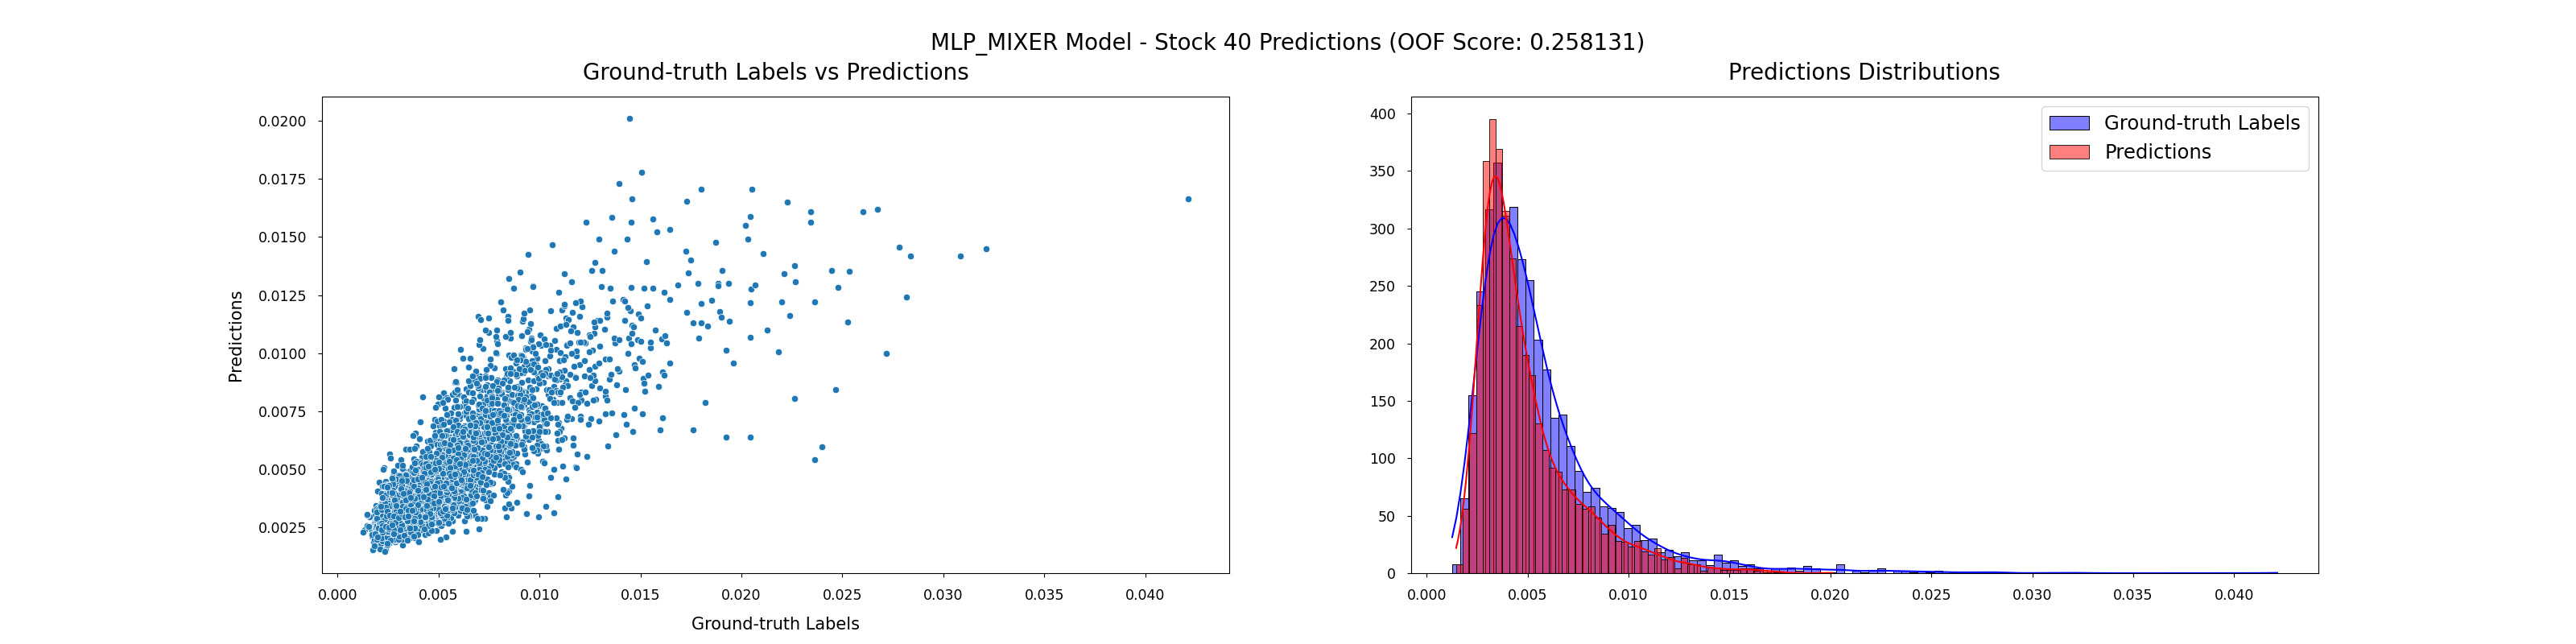 MLP_MIXER Model - Stock 40 Predictions (OOF Score: 0.258131)
Ground-truth Labels vs Predictions
0.0200
0.0175
0.0150
0.0125
0.0100
0.0075
0.0050
0.0025
Predictions
0.000 0.005 0.010 0.015 0.020 0.025 0.030 0.035 0.040
Ground-truth Labels
Predictions Distributions
Ground-truth Labels
Predictions
400
350
300
250
200
150
100
50
0
0.000 0.005 0.010 0.015 0.020 0.025 0.030 0.035 0.040